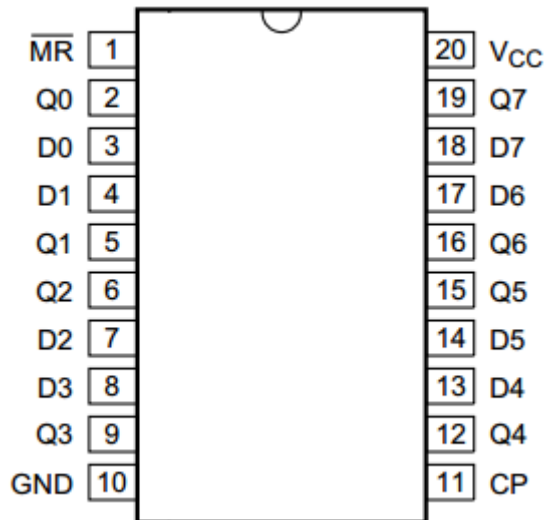 M̅R̅ 1 20 VCC
Q0 2 19 Q7
D0 3 18 D7
D1 4 17 D6
Q1 5 16 Q6
Q2 6 15 Q5
D2 7 14 D5
D3 8 13 D4
Q3 9 12 Q4
GND 10 11 CP